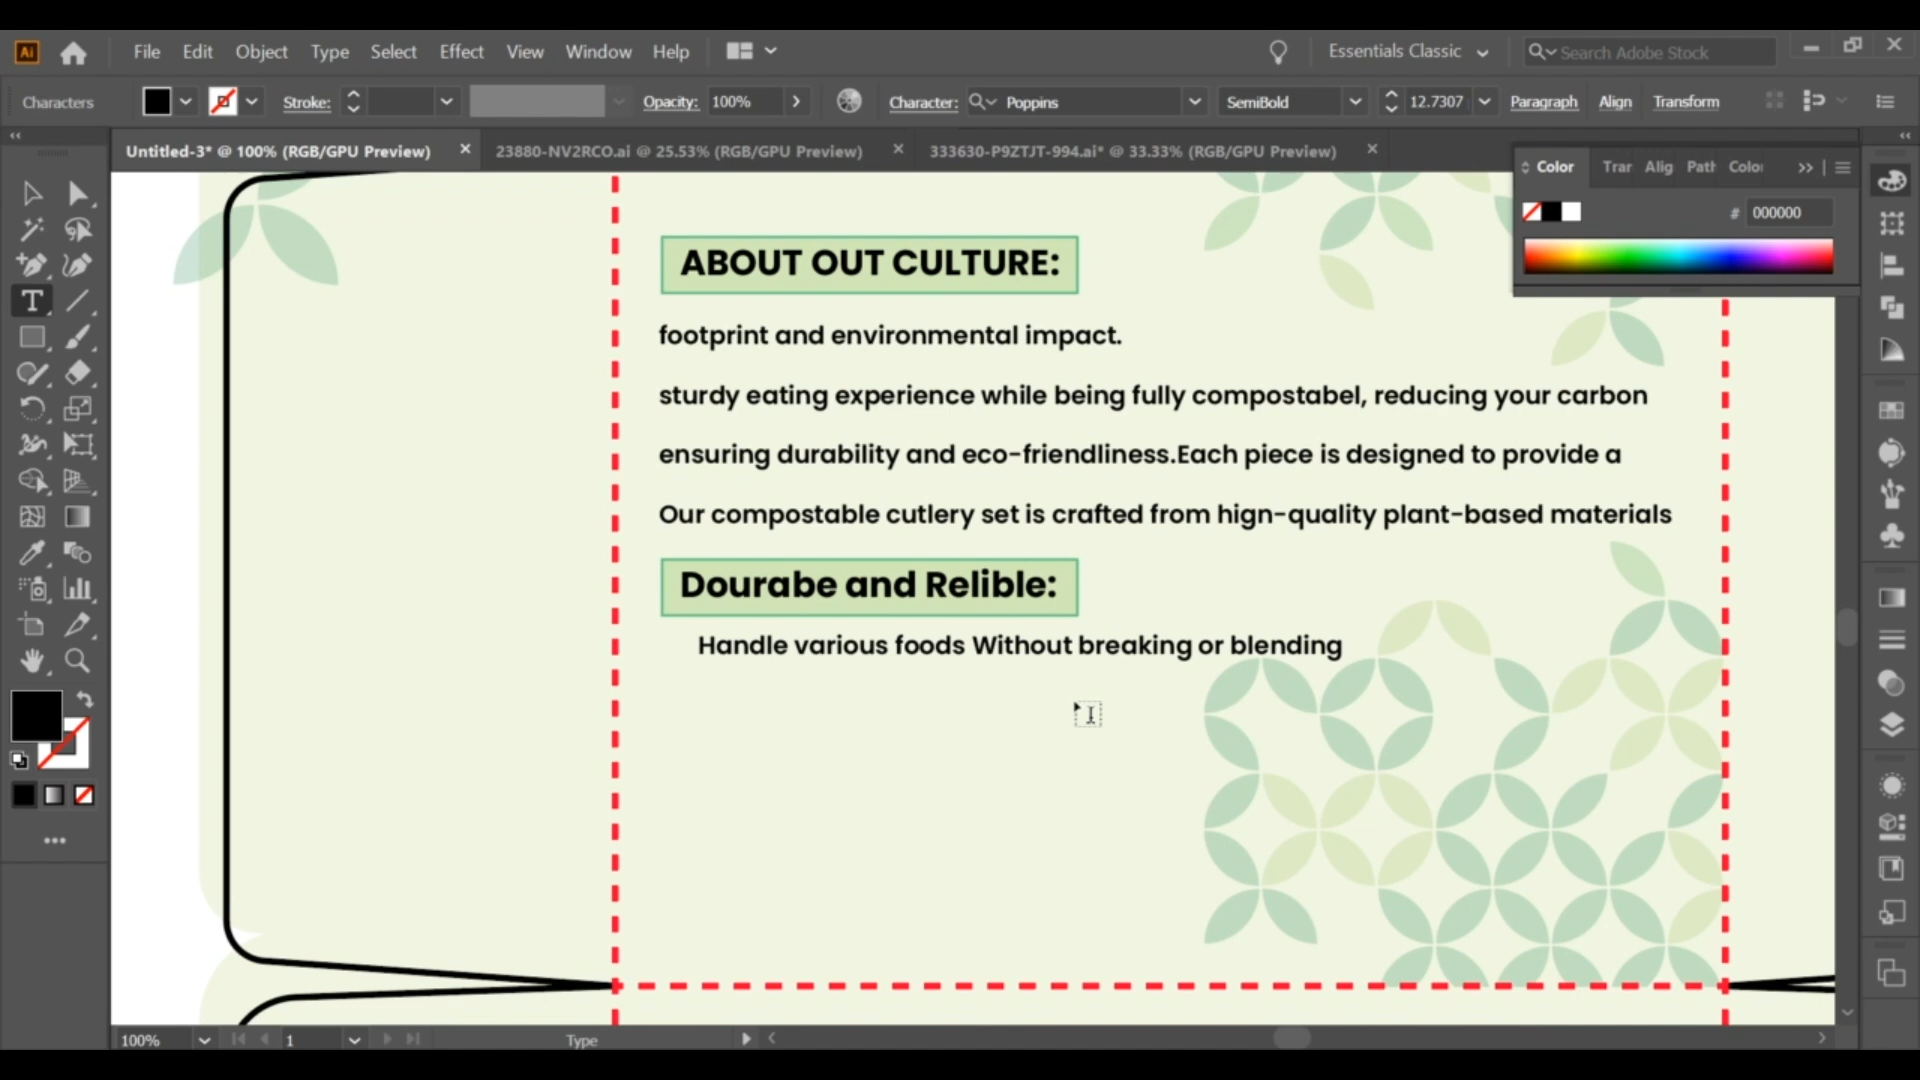 Ai File Edit Object Type Select Effect View Window Help Essentials Classic Search Adobe Stock
Characters Stroke: Opacity: 100% Character: Poppins SemiBold 12.7307 Paragraph Align Transform
Untitled-3* @ 100% (RGB/GPU Preview) 23880-NV2RCO.ai @ 25.53% (RGB/GPU Preview) 333630-P9ZTJT-994.ai* @ 33.33% (RGB/GPU Preview)
Color Tran Alig Path Color
# 000000
ABOUT OUT CULTURE:
footprint and environmental impact.
sturdy eating experience while being fully compostabel, reducing your carbon
ensuring durability and eco-friendliness.Each piece is designed to provide a
Our compostable cutlery set is crafted from hign-quality plant-based materials
Dourabe and Relible:
Handle various foods Without breaking or blending
100% 1 Type